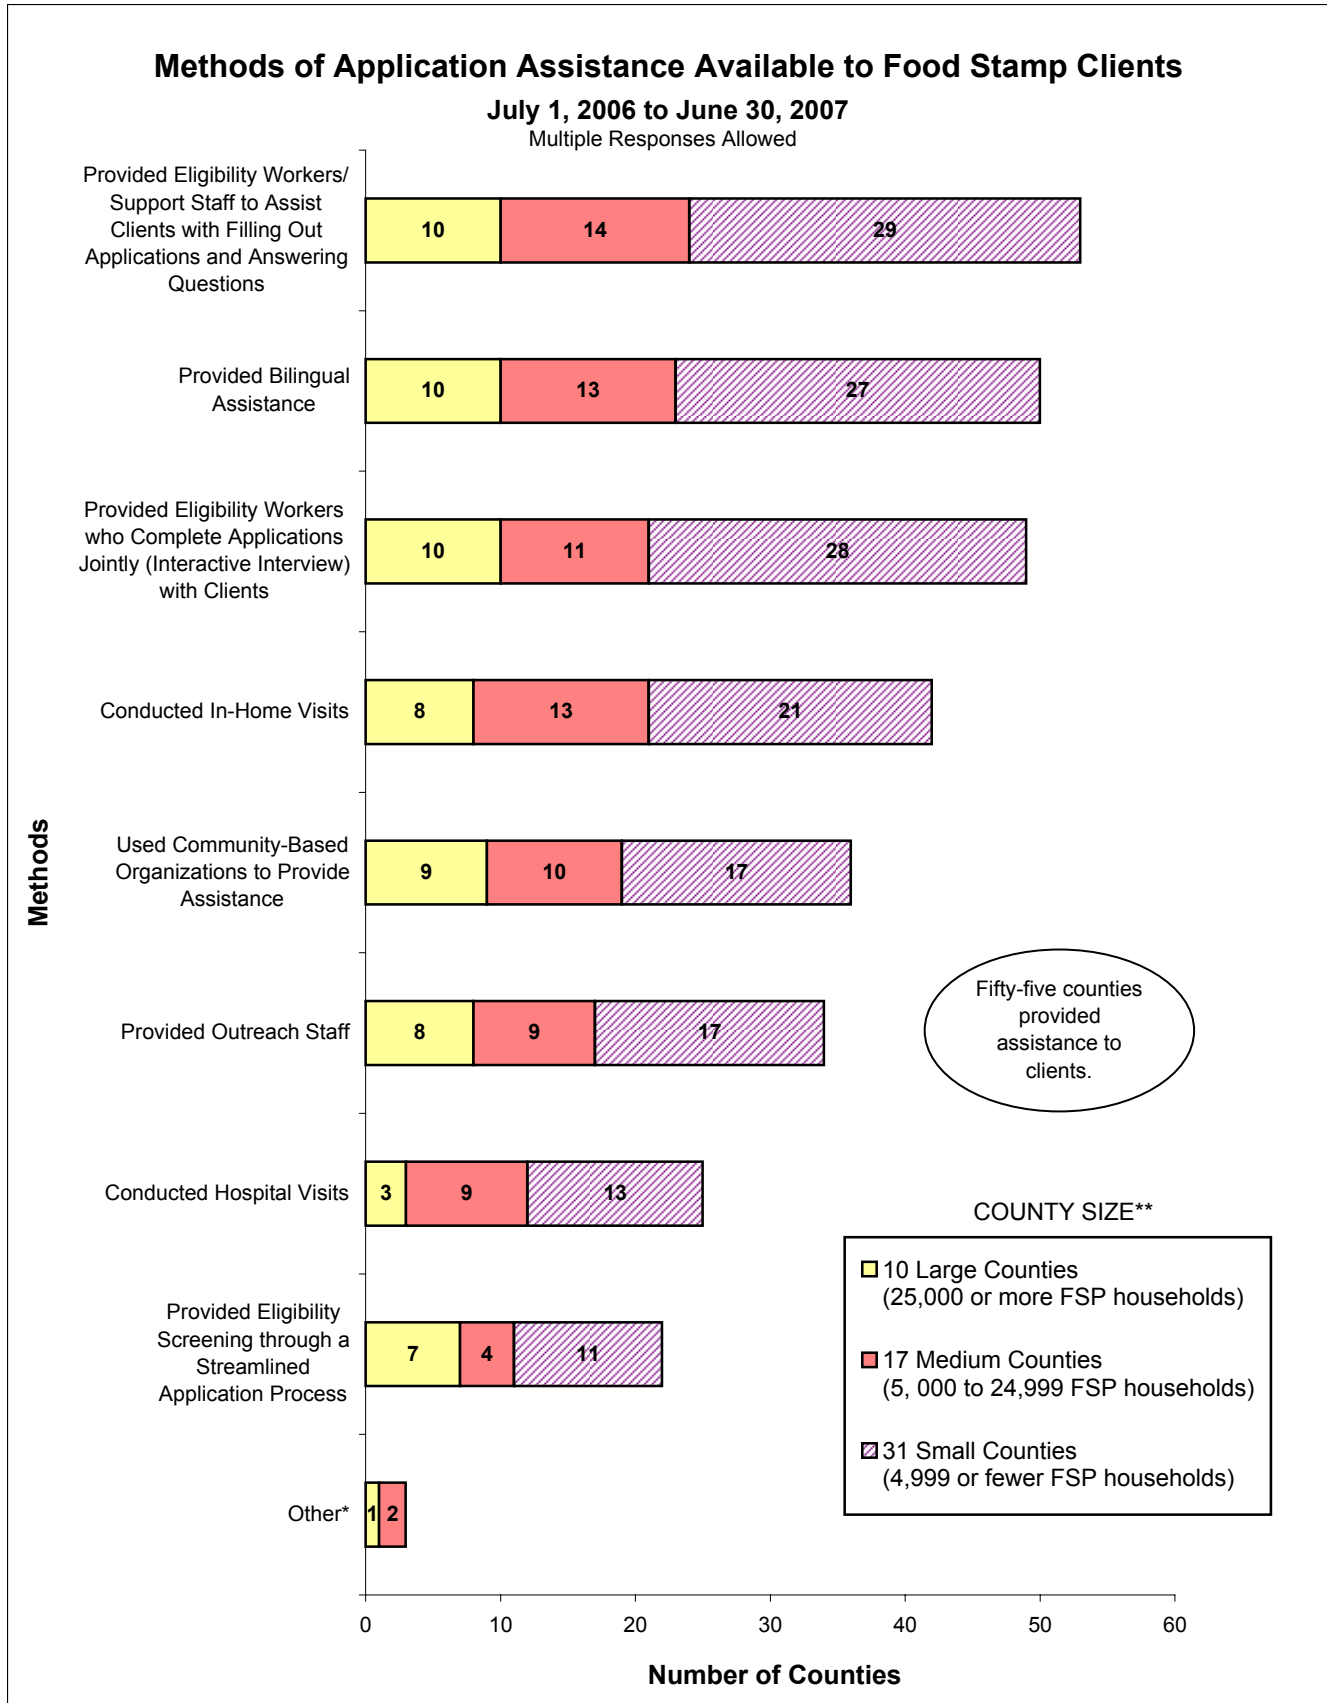 Methods of Application Assistance Available to Food Stamp Clients
July 1, 2006 to June 30, 2007
Multiple Responses Allowed
Provided Eligibility Workers/
Support Staff to Assist
Clients with Filling Out
Applications and Answering
Questions
10 14 29
Provided Bilingual
Assistance
10 13 27
Provided Eligibility Workers
who Complete Applications
Jointly (Interactive Interview)
with Clients
10 11 28
Conducted In-Home Visits
8 13 21
Used Community-Based
Organizations to Provide
Assistance
9 10 17
Provided Outreach Staff
8 9 17
Conducted Hospital Visits
3 9 13
Provided Eligibility
Screening through a
Streamlined
Application Process
7 4 11
Other*
1 2
Methods
0 10 20 30 40 50 60
Number of Counties
Fifty-five counties
provided
assistance to
clients.
COUNTY SIZE**
10 Large Counties
(25,000 or more FSP households)
17 Medium Counties
(5, 000 to 24,999 FSP households)
31 Small Counties
(4,999 or fewer FSP households)